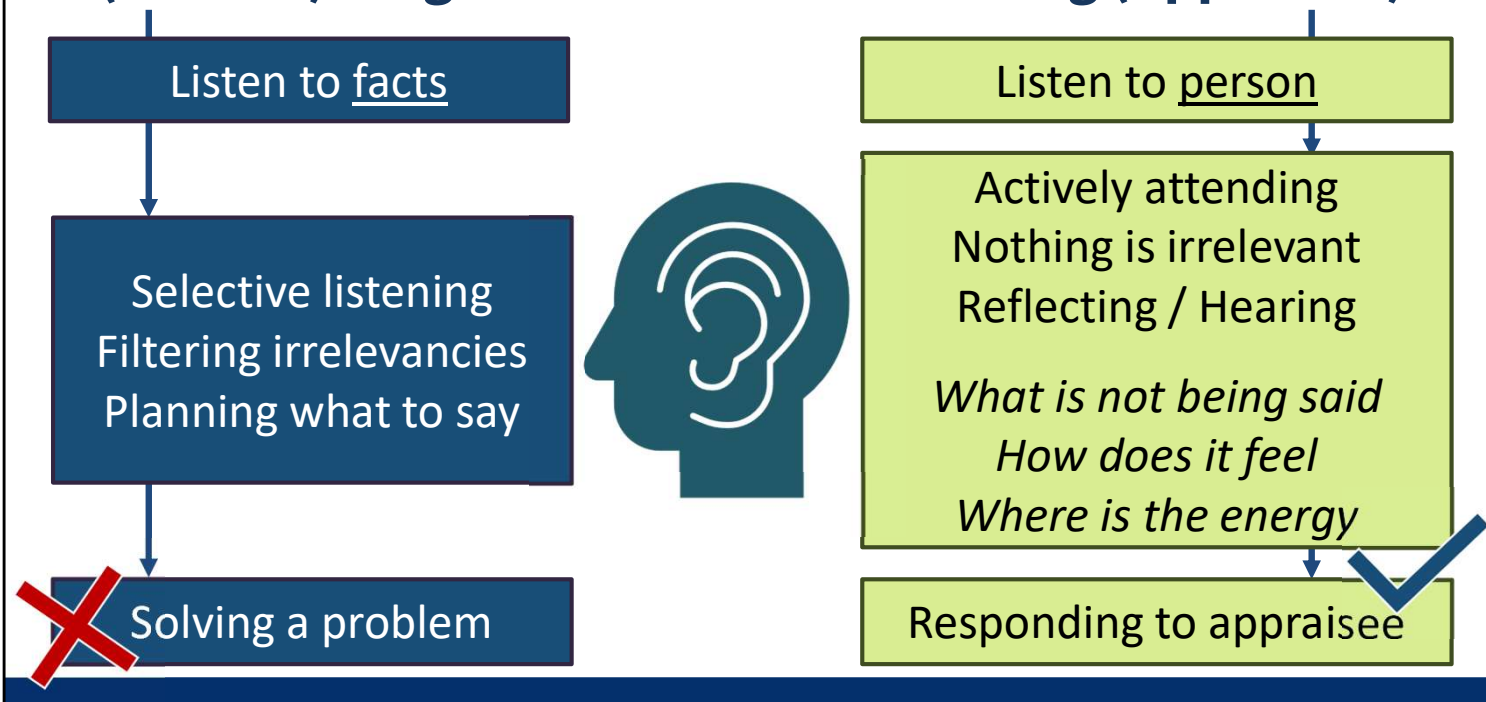 Listen to facts
Selective listening
Filtering irrelevancies
Planning what to say
Solving a problem
Listen to person
Actively attending
Nothing is irrelevant
Reflecting / Hearing
What is not being said
How does it feel
Where is the energy
Responding to appraisee